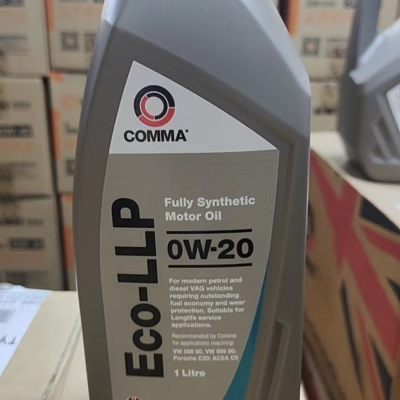 COMMA
Fully Synthetic
Motor Oil
0W-20
Eco-LLP
For modern petrol and
diesel VAG vehicles
requiring outstanding
fuel economy and wear
protection. Suitable for
Longlife service
applications.
Recommended by Comma
for applications requiring:
VW 508 00, VW 509 00;
Porsche C20; ACEA C5
1 Litre